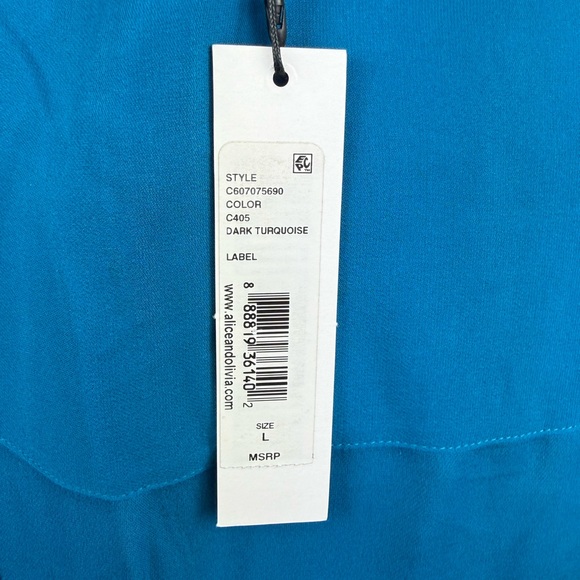 STYLE
C607075690
COLOR
C405
DARK TURQUOISE
LABEL
8 88819 36140 2
www.aliceandolivia.com
SIZE
L
MSRP